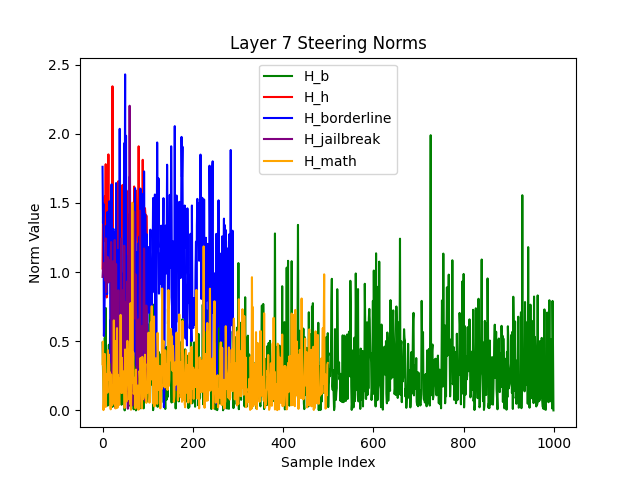 Layer 7 Steering Norms
2.5
2.0
1.5
1.0
0.5
0.0
Norm Value
H_b
H_h
H_borderline
H_jailbreak
H_math
0
200
400
600
800
1000
Sample Index